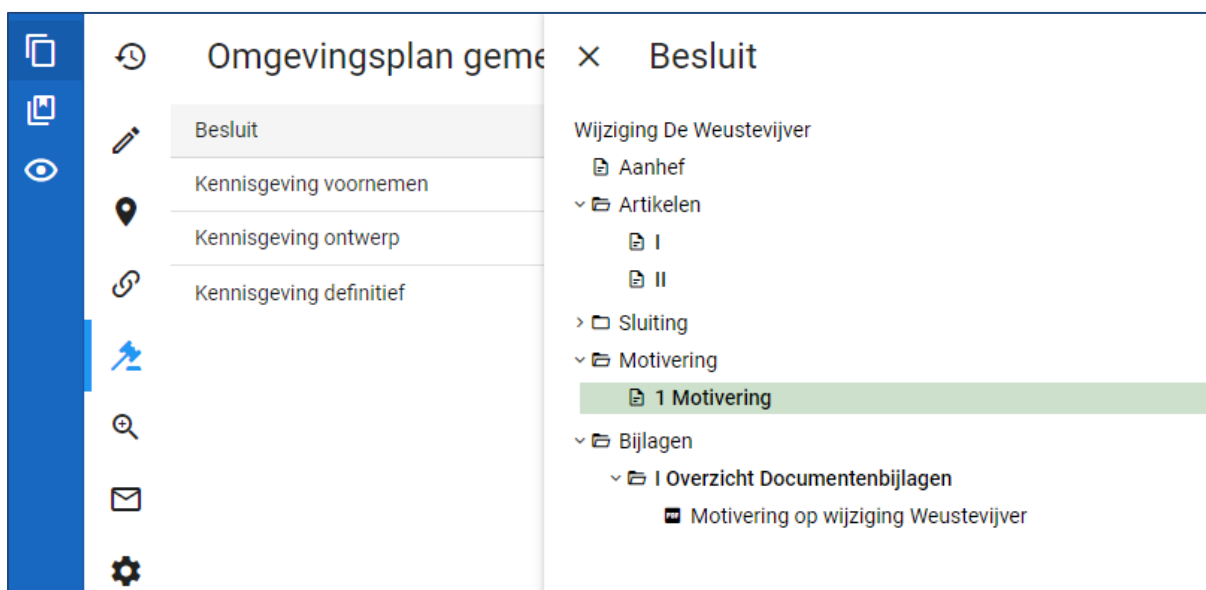 Omgevingsplan geme
Besluit
Kennisgeving voornemen
Kennisgeving ontwerp
Kennisgeving definitief
Besluit
Wijziging De Weustevijver
Aanhef
Artikelen
I
II
Sluiting
Motivering
1 Motivering
Bijlagen
I Overzicht Documentenbijlagen
PDF Motivering op wijziging Weustevijver